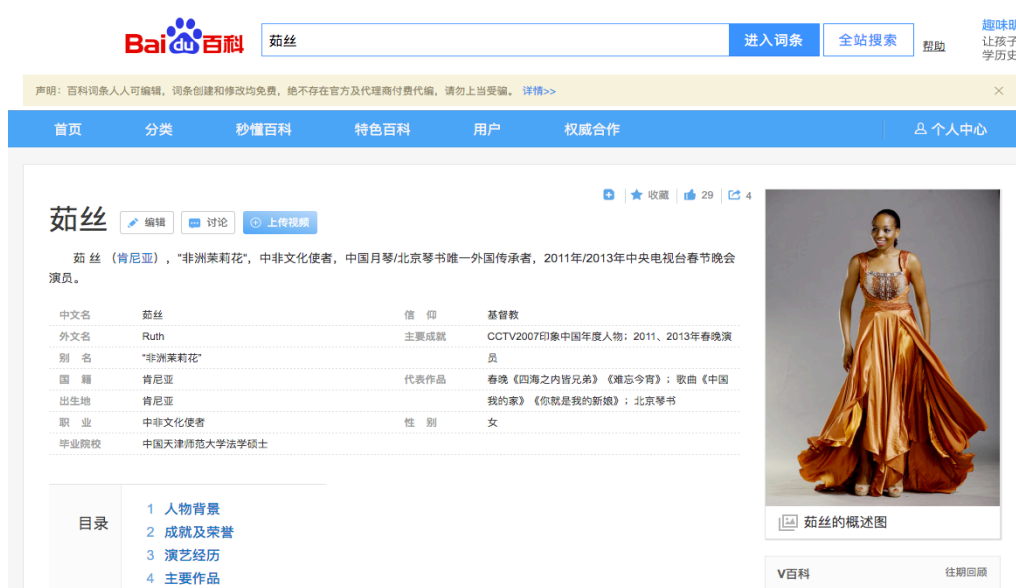 Bai du 百科
茹丝
进入词条
全站搜索
帮助
趣味
让孩子
学历史
声明：百科词条人人可编辑，词条创建和修改均免费，绝不存在官方及代理商付费代编，请勿上当受骗。 详情>>
首页 分类 秒懂百科 特色百科 用户 权威合作 个人中心
收藏 29 4
茹丝 编辑 讨论 上传视频
茹 丝 （肯尼亚），"非洲茉莉花"，中非文化使者，中国月琴/北京琴书唯一外国传承者，2011年/2013年中央电视台春节晚会
演员。
中文名 茹丝
外文名 Ruth
别 名 "非洲茉莉花"
国 籍 肯尼亚
出生地 肯尼亚
职 业 中非文化使者
毕业院校 中国天津师范大学法学硕士
信 仰 基督教
主要成就 CCTV2007印象中国年度人物；2011、2013年春晚演
员
代表作品 春晚《四海之内皆兄弟》《难忘今宵》；歌曲《中国
我的家》《你就是我的新娘》；北京琴书
性 别 女
目录
1 人物背景
2 成就及荣誉
3 演艺经历
4 主要作品
茹丝的概述图
V百科 往期回顾